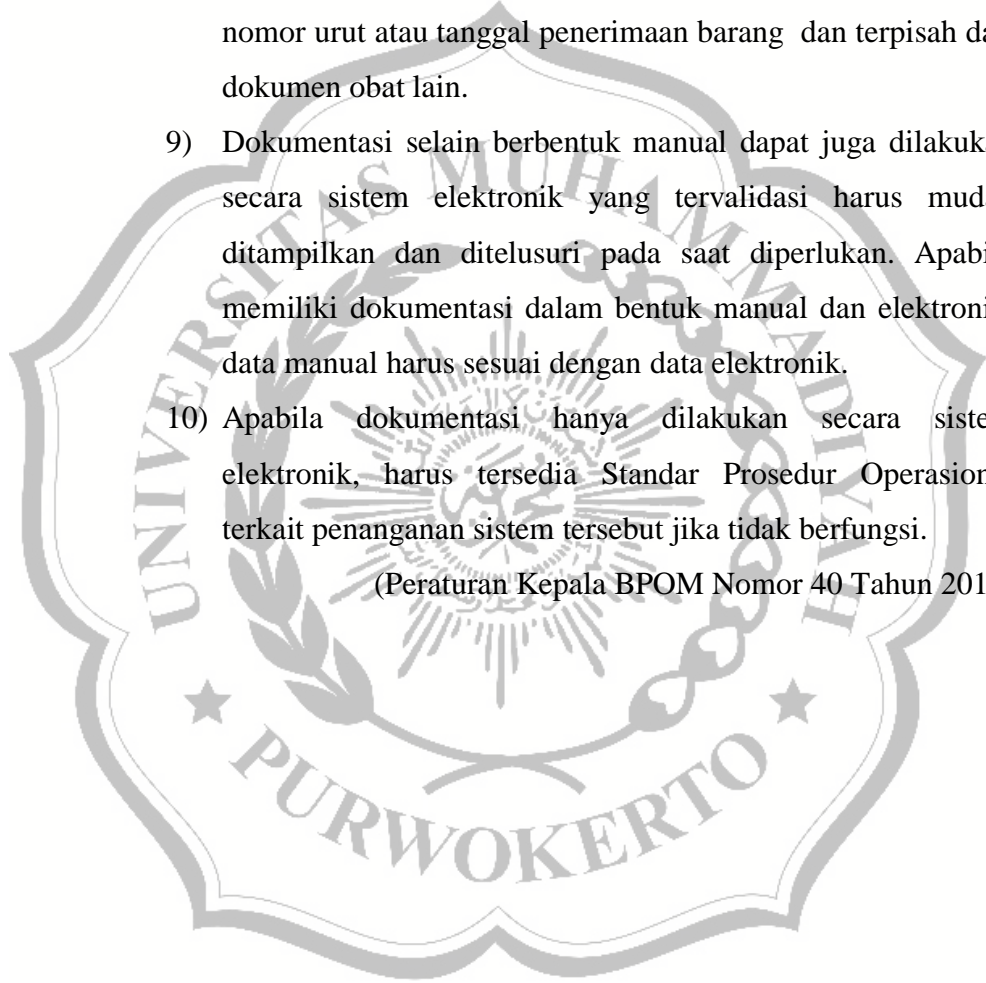 nomor urut atau tanggal penerimaan barang dan terpisah da
dokumen obat lain.
9) Dokumentasi selain berbentuk manual dapat juga dilakuka
secara sistem elektronik yang tervalidasi harus muda
ditampilkan dan ditelusuri pada saat diperlukan. Apabi
memiliki dokumentasi dalam bentuk manual dan elektroni
data manual harus sesuai dengan data elektronik.
10) Apabila dokumentasi hanya dilakukan secara siste
elektronik, harus tersedia Standar Prosedur Operasion
terkait penanganan sistem tersebut jika tidak berfungsi.
(Peraturan Kepala BPOM Nomor 40 Tahun 201
UNIVERSITAS MUHAMMADIYAH
PURWOKERTO